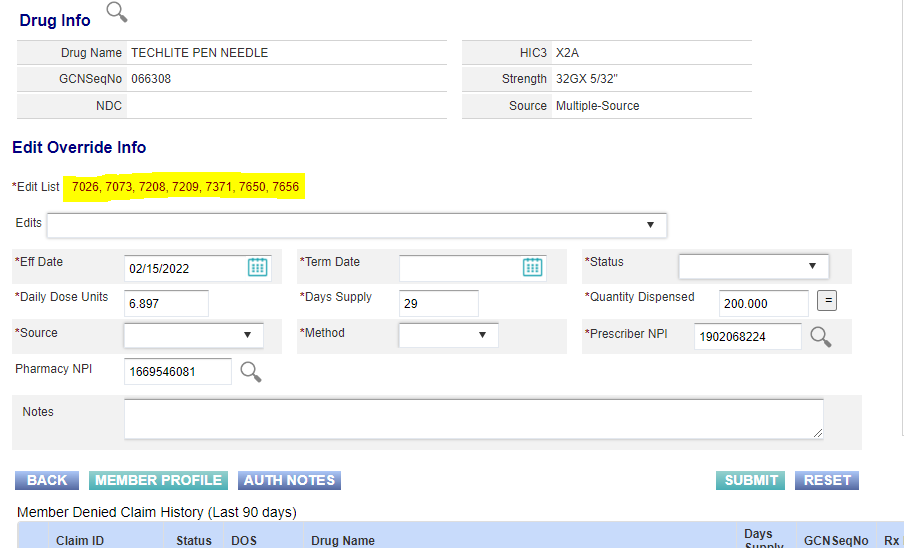 Drug Info
Drug Name TECHLITE PEN NEEDLE HIC3 X2A
GCNSeqNo 066308 Strength 32GX 5/32"
NDC Source Multiple-Source
Edit Override Info
*Edit List 7026, 7073, 7208, 7209, 7371, 7650, 7656
Edits
*Eff Date 02/15/2022 *Term Date *Status
*Daily Dose Units 6.897 *Days Supply 29 *Quantity Dispensed 200.000 =
*Source *Method *Prescriber NPI 1902068224
Pharmacy NPI 1669546081
Notes
BACK MEMBER PROFILE AUTH NOTES SUBMIT RESET
Member Denied Claim History (Last 90 days)
Claim ID Status DOS Drug Name Days Supply GCNSeqNo Rx